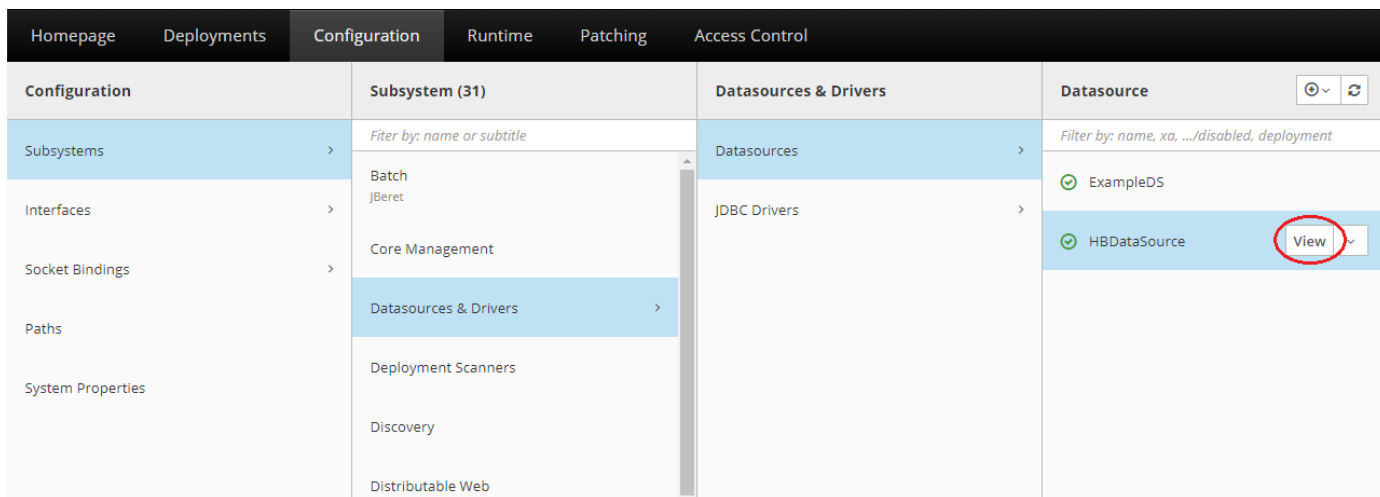 Homepage Deployments Configuration Runtime Patching Access Control
Configuration
Subsystems
Interfaces
Socket Bindings
Paths
System Properties
Subsystem (31)
Fiter by: name or subtitle
Batch
JBeret
Core Management
Datasources & Drivers
Deployment Scanners
Discovery
Distributable Web
Datasources & Drivers
Datasources
JDBC Drivers
Datasource
Filter by: name, xa, .../disabled, deployment
ExampleDS
HBDataSource View